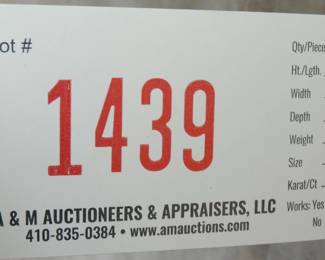 ot #
1439
A & M AUCTIONEERS & APPRAISERS, LLC
410-835-0384 • www.amauctions.com
Qty/Piece
Ht./Lgth.
Width
Depth
Weight
Size
Karat/Ct
Works: Yes
No